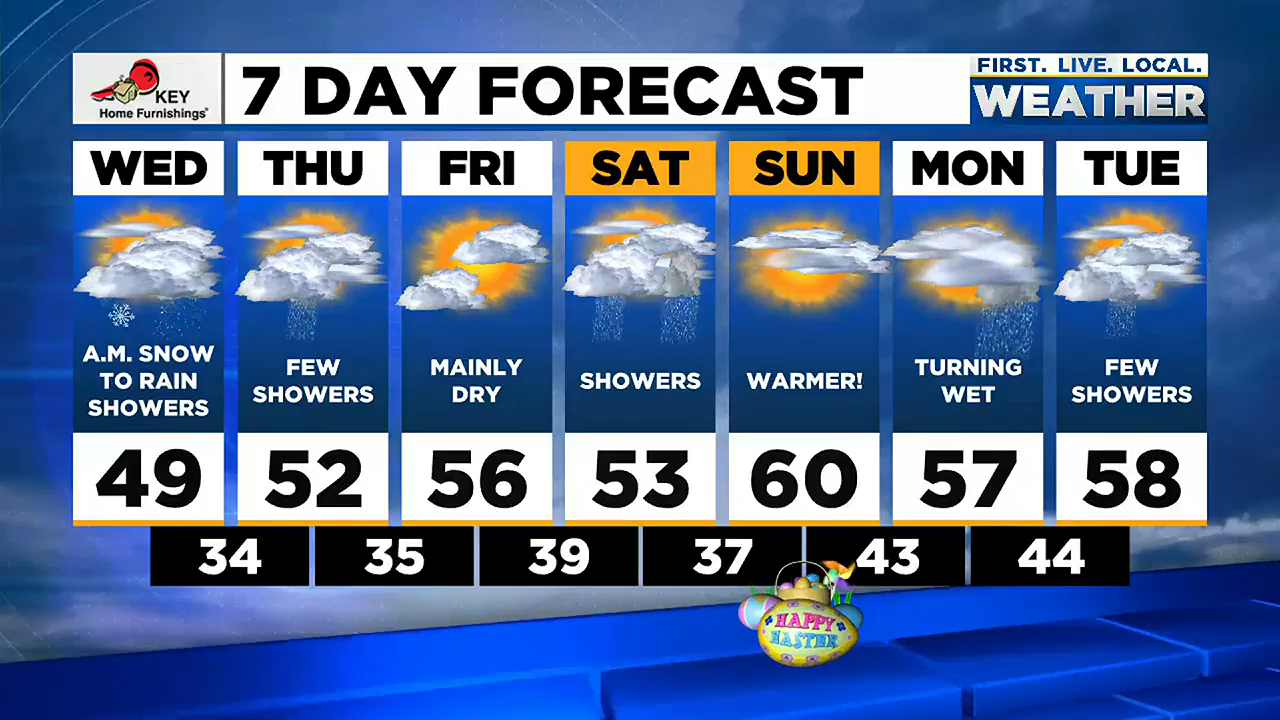 KEY
Home Furnishings®
7 DAY FORECAST
FIRST. LIVE. LOCAL.
WEATHER
WED
THU
FRI
SAT
SUN
MON
TUE
A.M. SNOW
TO RAIN
SHOWERS
FEW
SHOWERS
MAINLY
DRY
SHOWERS
WARMER!
TURNING
WET
FEW
SHOWERS
49
52
56
53
60
57
58
34
35
39
37
43
44
HAPPY
EASTER